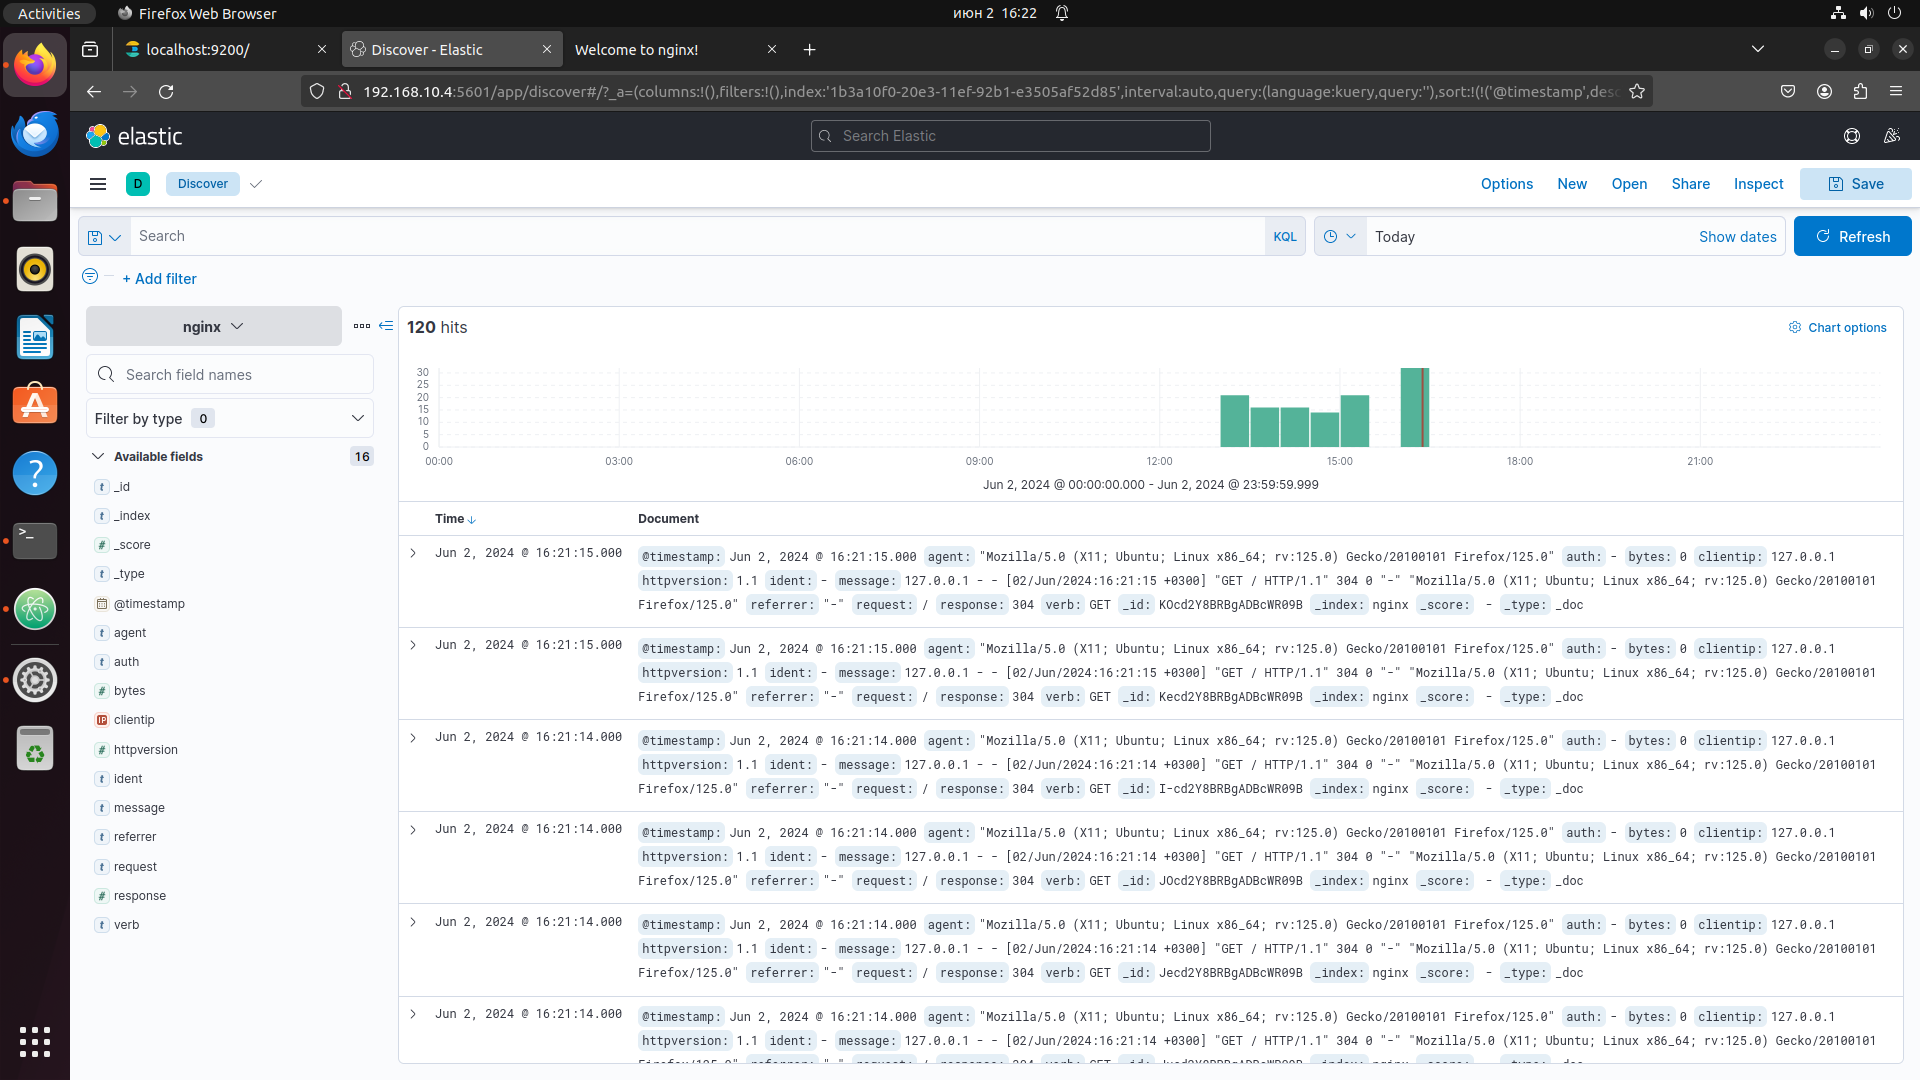 Activities
Firefox Web Browser
июн 2 16:22
localhost:9200/
Discover - Elastic
Welcome to nginx!
192.168.10.4:5601/app/discover#/?_a=(columns:!(),filters:!(),index:'1b3a10f0-20e3-11ef-92b1-e3505af52d85',interval:auto,query:(language:kuery,query:''),sort:!(!('@timestamp',desc
elastic
Search Elastic
D
Discover
Options
New
Open
Share
Inspect
Save
Search
KQL
Today
Show dates
Refresh
+ Add filter
nginx
Search field names
Filter by type 0
Available fields 16
t _id
t _index
# _score
t _type
@timestamp
t agent
t auth
# bytes
IP clientip
# httpversion
t ident
t message
t referrer
t request
# response
t verb
120 hits
Chart options
30
25
20
15
10
5
0
00:00 03:00 06:00 09:00 12:00 15:00 18:00 21:00
Jun 2, 2024 @ 00:00:00.000 - Jun 2, 2024 @ 23:59:59.999
Time Document
Jun 2, 2024 @ 16:21:15.000 @timestamp: Jun 2, 2024 @ 16:21:15.000 agent: "Mozilla/5.0 (X11; Ubuntu; Linux x86_64; rv:125.0) Gecko/20100101 Firefox/125.0" auth: - bytes: 0 clientip: 127.0.0.1
httpversion: 1.1 ident: - message: 127.0.0.1 - - [02/Jun/2024:16:21:15 +0300] "GET / HTTP/1.1" 304 0 "-" "Mozilla/5.0 (X11; Ubuntu; Linux x86_64; rv:125.0) Gecko/20100101
Firefox/125.0" referrer: "-" request: / response: 304 verb: GET _id: KOcd2Y8BRBgADBcWR09B _index: nginx _score: - _type: _doc
Jun 2, 2024 @ 16:21:15.000 @timestamp: Jun 2, 2024 @ 16:21:15.000 agent: "Mozilla/5.0 (X11; Ubuntu; Linux x86_64; rv:125.0) Gecko/20100101 Firefox/125.0" auth: - bytes: 0 clientip: 127.0.0.1
httpversion: 1.1 ident: - message: 127.0.0.1 - - [02/Jun/2024:16:21:15 +0300] "GET / HTTP/1.1" 304 0 "-" "Mozilla/5.0 (X11; Ubuntu; Linux x86_64; rv:125.0) Gecko/20100101
Firefox/125.0" referrer: "-" request: / response: 304 verb: GET _id: Kecd2Y8BRBgADBcWR09B _index: nginx _score: - _type: _doc
Jun 2, 2024 @ 16:21:14.000 @timestamp: Jun 2, 2024 @ 16:21:14.000 agent: "Mozilla/5.0 (X11; Ubuntu; Linux x86_64; rv:125.0) Gecko/20100101 Firefox/125.0" auth: - bytes: 0 clientip: 127.0.0.1
httpversion: 1.1 ident: - message: 127.0.0.1 - - [02/Jun/2024:16:21:14 +0300] "GET / HTTP/1.1" 304 0 "-" "Mozilla/5.0 (X11; Ubuntu; Linux x86_64; rv:125.0) Gecko/20100101
Firefox/125.0" referrer: "-" request: / response: 304 verb: GET _id: I-cd2Y8BRBgADBcWR09B _index: nginx _score: - _type: _doc
Jun 2, 2024 @ 16:21:14.000 @timestamp: Jun 2, 2024 @ 16:21:14.000 agent: "Mozilla/5.0 (X11; Ubuntu; Linux x86_64; rv:125.0) Gecko/20100101 Firefox/125.0" auth: - bytes: 0 clientip: 127.0.0.1
httpversion: 1.1 ident: - message: 127.0.0.1 - - [02/Jun/2024:16:21:14 +0300] "GET / HTTP/1.1" 304 0 "-" "Mozilla/5.0 (X11; Ubuntu; Linux x86_64; rv:125.0) Gecko/20100101
Firefox/125.0" referrer: "-" request: / response: 304 verb: GET _id: JOcd2Y8BRBgADBcWR09B _index: nginx _score: - _type: _doc
Jun 2, 2024 @ 16:21:14.000 @timestamp: Jun 2, 2024 @ 16:21:14.000 agent: "Mozilla/5.0 (X11; Ubuntu; Linux x86_64; rv:125.0) Gecko/20100101 Firefox/125.0" auth: - bytes: 0 clientip: 127.0.0.1
httpversion: 1.1 ident: - message: 127.0.0.1 - - [02/Jun/2024:16:21:14 +0300] "GET / HTTP/1.1" 304 0 "-" "Mozilla/5.0 (X11; Ubuntu; Linux x86_64; rv:125.0) Gecko/20100101
Firefox/125.0" referrer: "-" request: / response: 304 verb: GET _id: Jecd2Y8BRBgADBcWR09B _index: nginx _score: - _type: _doc
Jun 2, 2024 @ 16:21:14.000 @timestamp: Jun 2, 2024 @ 16:21:14.000 agent: "Mozilla/5.0 (X11; Ubuntu; Linux x86_64; rv:125.0) Gecko/20100101 Firefox/125.0" auth: - bytes: 0 clientip: 127.0.0.1
httpversion: 1.1 ident: - message: 127.0.0.1 - - [02/Jun/2024:16:21:14 +0300] "GET / HTTP/1.1" 304 0 "-" "Mozilla/5.0 (X11; Ubuntu; Linux x86_64; rv:125.0) Gecko/20100101